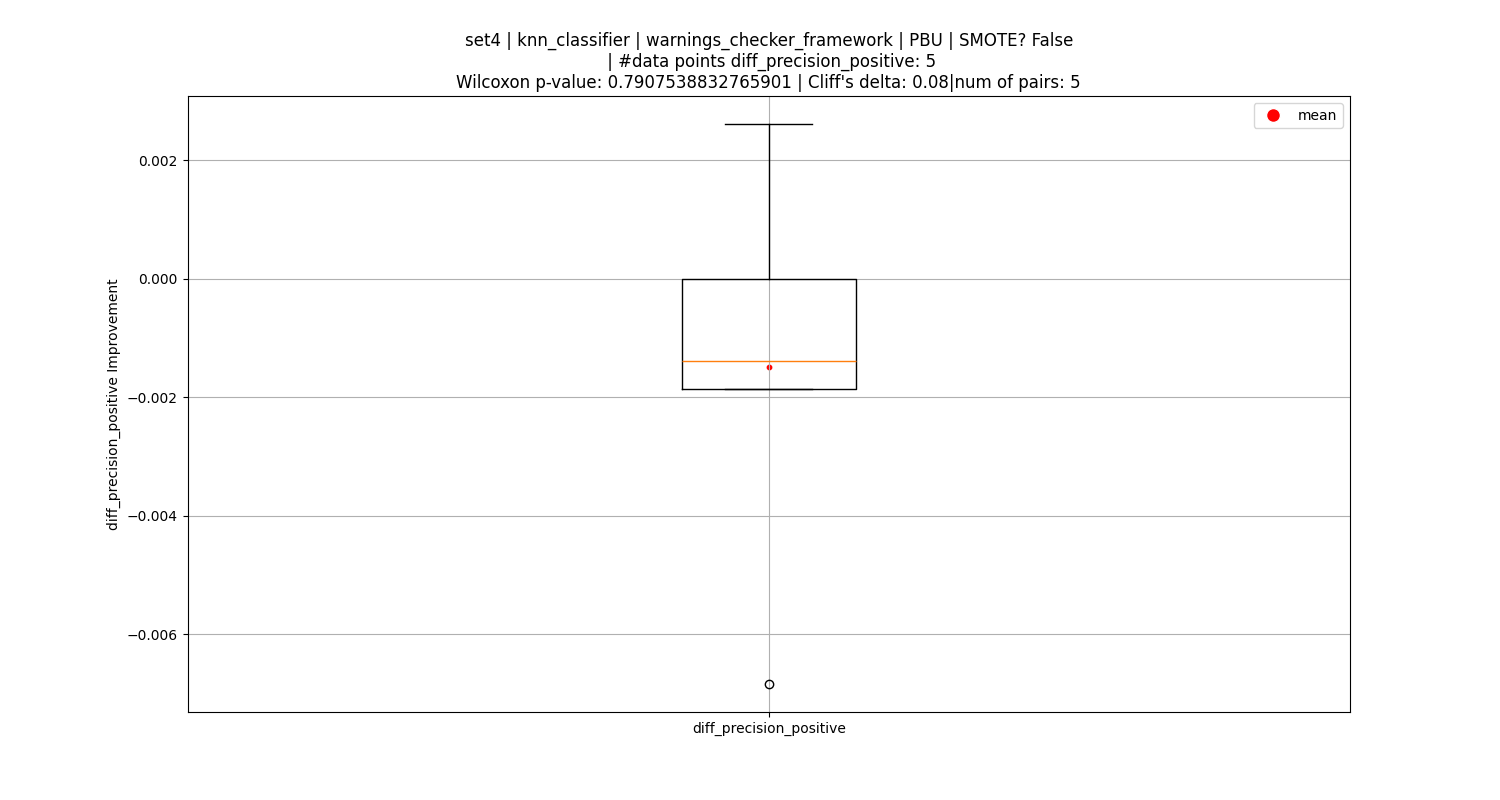 set4 | knn_classifier | warnings_checker_framework | PBU | SMOTE? False
| #data points diff_precision_positive: 5
Wilcoxon p-value: 0.7907538832765901 | Cliff's delta: 0.08|num of pairs: 5
mean
0.002
0.000
−0.002
−0.004
−0.006
diff_precision_positive Improvement
diff_precision_positive